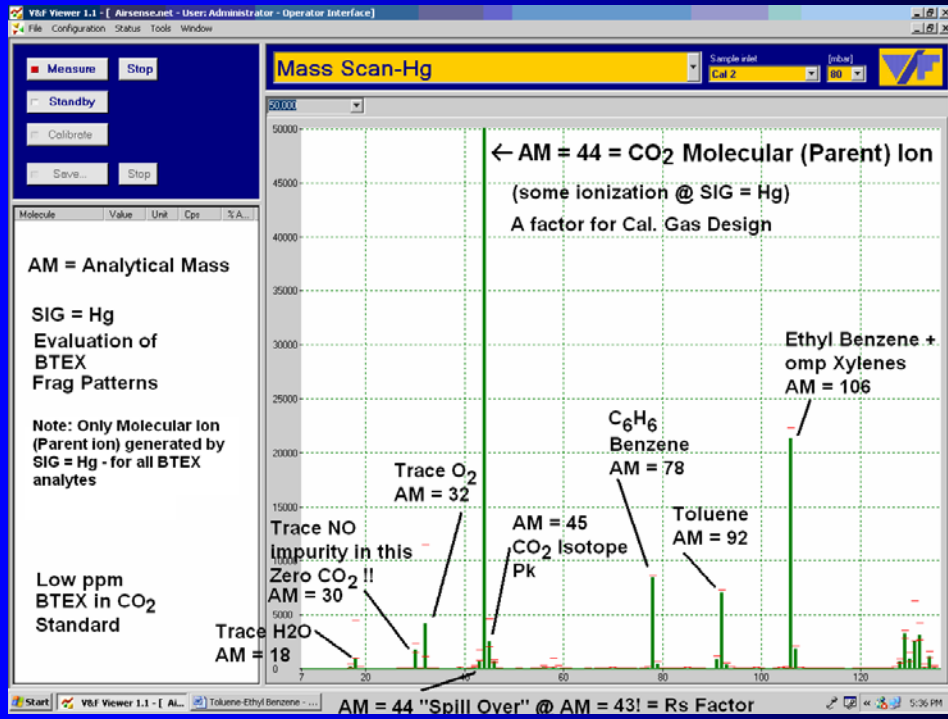 V&F Viewer 1.1 - [ Airsense.net - User: Administrator - Operator Interface]
File Configuration Status Tools Window
Measure Stop
Standby
Calibrate
Save... Stop
Mass Scan-Hg
Sample inlet
Cal 2
[mbar]
80
V/F
50.000
Molecule Value Unit Cps %A...
AM = Analytical Mass
SIG = Hg
Evaluation of
BTEX
Frag Patterns
Note: Only Molecular Ion
(Parent ion) generated by
SIG = Hg - for all BTEX
analytes
Low ppm
BTEX in CO2
Standard
50000
45000
40000
35000
30000
25000
20000
15000
10000
5000
0
← AM = 44 = CO2 Molecular (Parent) Ion
(some ionization @ SIG = Hg)
A factor for Cal. Gas Design
Ethyl Benzene +
omp Xylenes
AM = 106
C6H6
Benzene
AM = 78
Trace O2
AM = 32
Toluene
AM = 92
AM = 45
CO2 Isotope
Pk
Trace NO
impurity in this
Zero CO2 !!
AM = 30
Trace H2O
AM = 18
7 20 40 60 80 100 120
AM = 44 "Spill Over" @ AM = 43! = Rs Factor
Start V&F Viewer 1.1 - [ Ai... Toluene-Ethyl Benzene - ... 5:36 PM